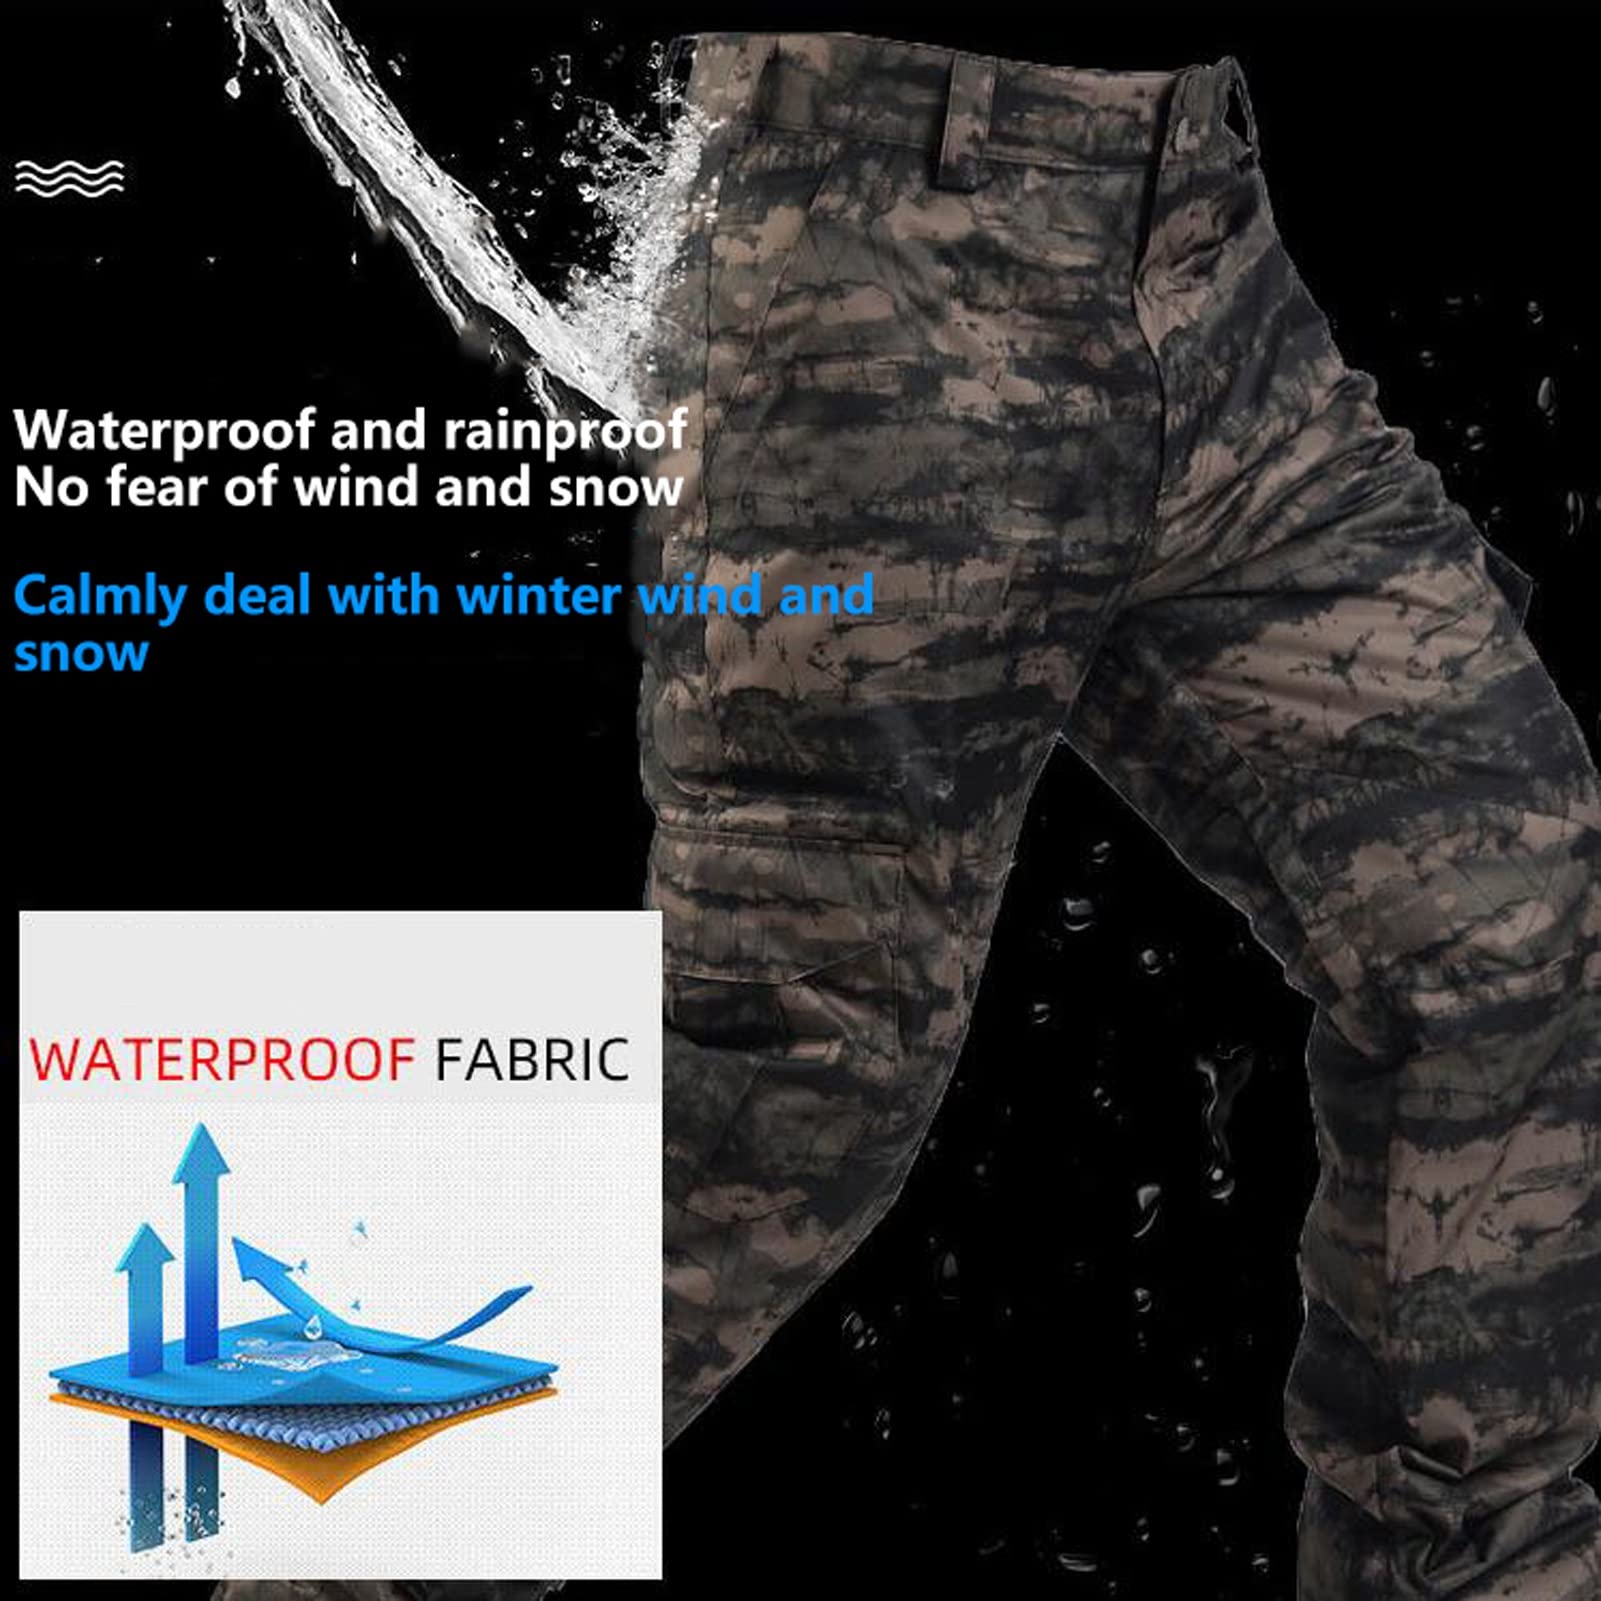 Waterproof and rainproof
No fear of wind and snow
Calmly deal with winter wind and
snow
WATERPROOF FABRIC